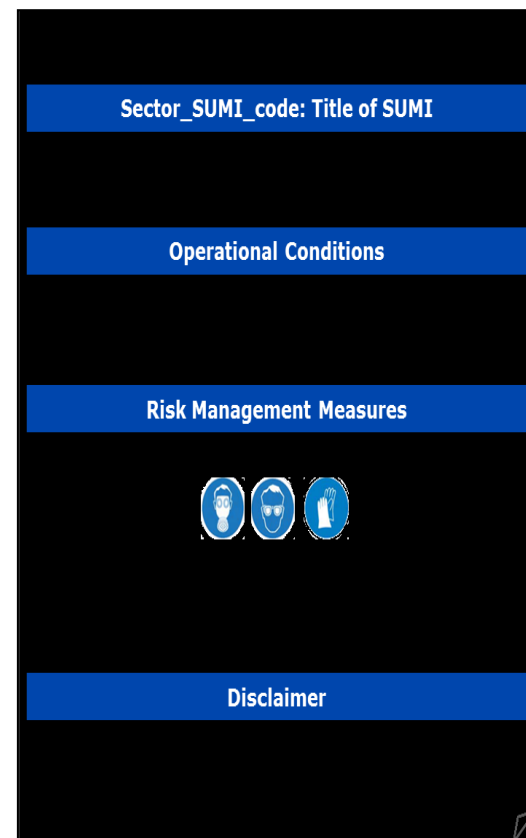 Sector_SUMI_code: Title of SUMI
Operational Conditions
Risk Management Measures
Disclaimer